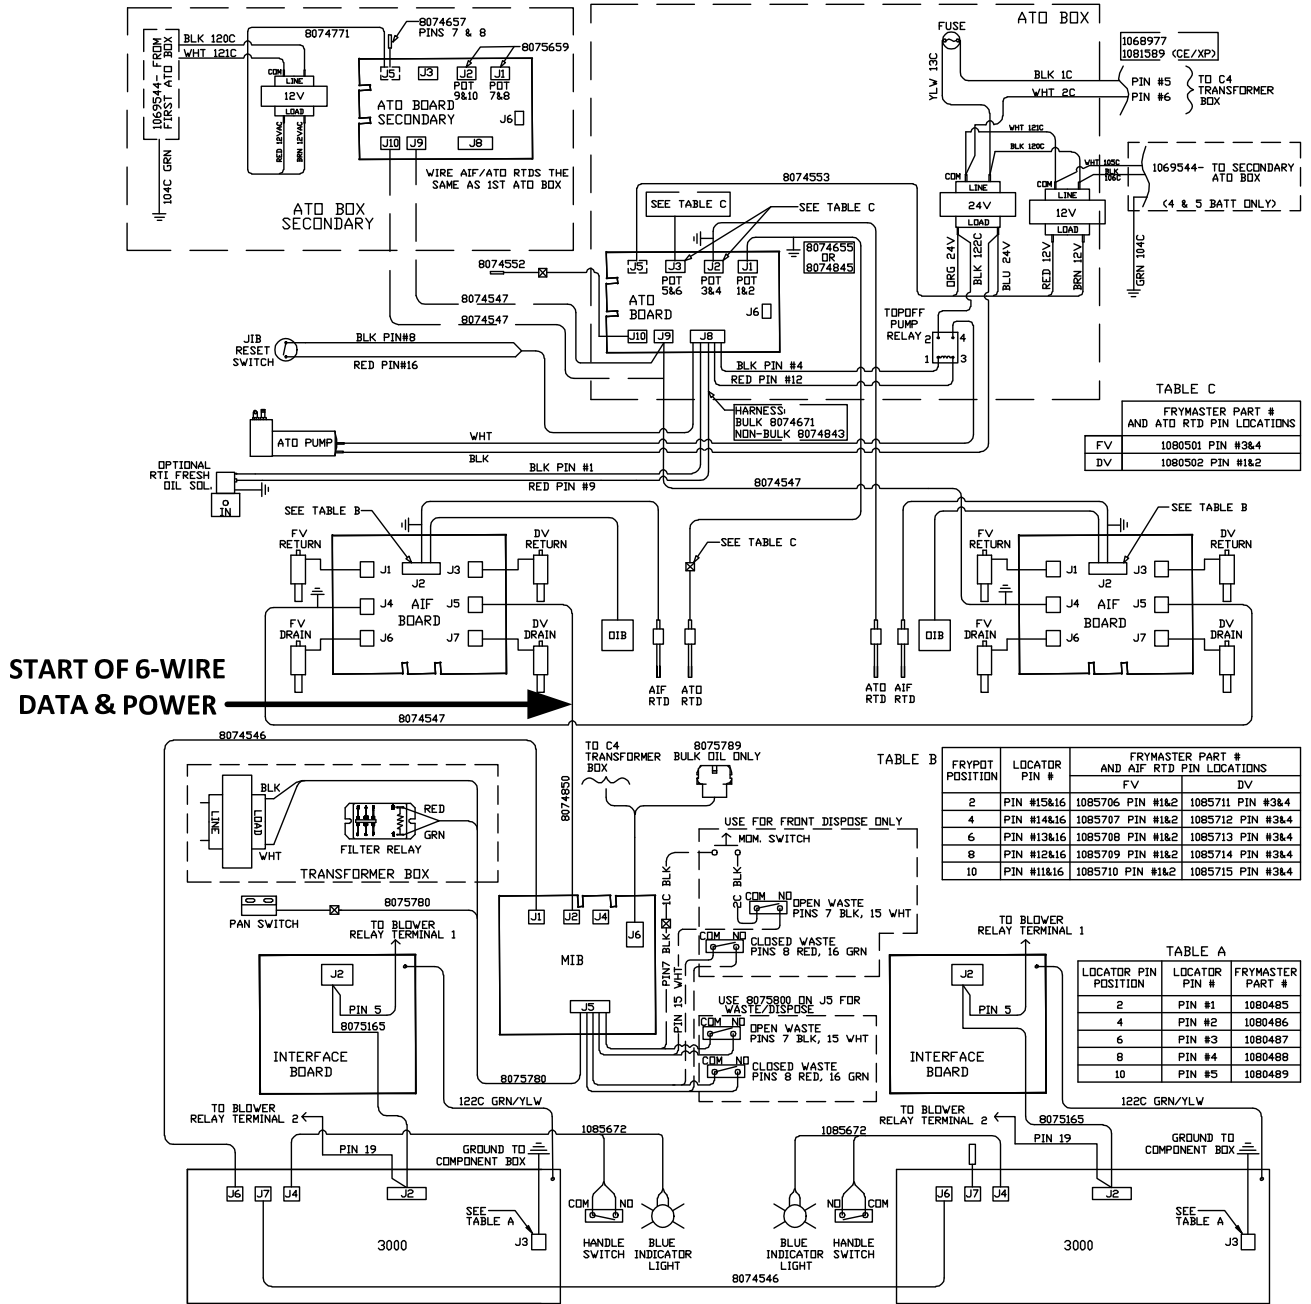 8074657
PINS 7 & 8
8075659
8074771
BLK 120C
WHT 121C
1069544- FROM
FIRST ATO BOX
104C GRN
COM
LINE
12V
LOAD
RED 12VAC
BRN 12VAC
J5
J3
J2
J1
POT
9&10
POT
7&8
ATO BOARD
SECONDARY
J6
J10
J9
J8
WIRE AIF/ATO RTDS THE
SAME AS 1ST ATO BOX
ATO BOX
SECONDARY
ATO BOX
FUSE
YLW 13C
BLK 1C
WHT 2C
1068977
1081589 (CE/XP)
PIN #5
PIN #6
TO C4
TRANSFORMER
BOX
WHT 121C
BLK 120C
WHT 105C
BLK
106C
1069544- TO SECONDARY
ATO BOX
(4 & 5 BATT ONLY)
GRN 104C
COM
LINE
24V
LOAD
COM
LINE
12V
LOAD
ORG 24V
BLK 122C
BLU 24V
RED 12V
BRN 12V
8074553
SEE TABLE C
SEE TABLE C
8074655
OR
8074845
8074552
J5
J3
J2
J1
POT
5&6
POT
3&4
POT
1&2
ATO
BOARD
J6
J10
J9
J8
8074547
8074547
JIB
RESET
SWITCH
BLK PIN#8
RED PIN#16
TOPOFF
PUMP
RELAY
2
4
1
3
BLK PIN #4
RED PIN #12
HARNESS:
BULK 8074671
NON-BULK 8074843
ATO PUMP
WHT
BLK
OPTIONAL
RTI FRESH
OIL SOL.
IN
BLK PIN #1
RED PIN #9
8074547
TABLE C
FRYMASTER PART #
AND ATO RTD PIN LOCATIONS
FV 1080501 PIN #3&4
DV 1080502 PIN #1&2
SEE TABLE B
FV
RETURN
DV
RETURN
J1
J2
J3
J4
AIF
BOARD
J5
J6
J7
FV
DRAIN
DV
DRAIN
OIB
AIF
RTD
ATO
RTD
SEE TABLE C
ATO
RTD
AIF
RTD
OIB
SEE TABLE B
FV
RETURN
DV
RETURN
J1
J2
J3
J4
AIF
BOARD
J5
J6
J7
FV
DRAIN
DV
DRAIN
START OF 6-WIRE
DATA & POWER
8074547
8074546
8074850
TO C4
TRANSFORMER
BOX
8075789
BULK OIL ONLY
TABLE B
FRYPOT
POSITION
LOCATOR
PIN #
FRYMASTER PART #
AND AIF RTD PIN LOCATIONS
FV DV
2 PIN #15&16 1085706 PIN #1&2 1085711 PIN #3&4
4 PIN #14&16 1085707 PIN #1&2 1085712 PIN #3&4
6 PIN #13&16 1085708 PIN #1&2 1085713 PIN #3&4
8 PIN #12&16 1085709 PIN #1&2 1085714 PIN #3&4
10 PIN #11&16 1085710 PIN #1&2 1085715 PIN #3&4
LINE
LOAD
BLK
WHT
RED
GRN
FILTER RELAY
TRANSFORMER BOX
PAN SWITCH
8075780
USE FOR FRONT DISPOSE ONLY
MOM. SWITCH
1C BLK
2C BLK
COM NO
OPEN WASTE
PINS 7 BLK, 15 WHT
COM NO
CLOSED WASTE
PINS 8 RED, 16 GRN
PIN7 BLK
PIN 15 WHT
J1
J2
J4
J6
MIB
J5
USE 8075800 ON J5 FOR
WASTE/DISPOSE
COM NO
OPEN WASTE
PINS 7 BLK, 15 WHT
COM NO
CLOSED WASTE
PINS 8 RED, 16 GRN
8075780
TO BLOWER
RELAY TERMINAL 1
J2
PIN 5
8075165
INTERFACE
BOARD
122C GRN/YLW
TO BLOWER
RELAY TERMINAL 2
TO BLOWER
RELAY TERMINAL 1
J2
PIN 5
INTERFACE
BOARD
122C GRN/YLW
TO BLOWER
RELAY TERMINAL 2
8075165
TABLE A
LOCATOR PIN
POSITION
LOCATOR
PIN #
FRYMASTER
PART #
2 PIN #1 1080485
4 PIN #2 1080486
6 PIN #3 1080487
8 PIN #4 1080488
10 PIN #5 1080489
PIN 19
GROUND TO
COMPONENT BOX
J6
J7
J4
J2
SEE
TABLE A
J3
3000
1085672
COM
NO
HANDLE
SWITCH
BLUE
INDICATOR
LIGHT
1085672
BLUE
INDICATOR
LIGHT
NO
COM
HANDLE
SWITCH
PIN 19
GROUND TO
COMPONENT BOX
J6
J7
J4
J2
SEE
TABLE A
J3
3000
8074546